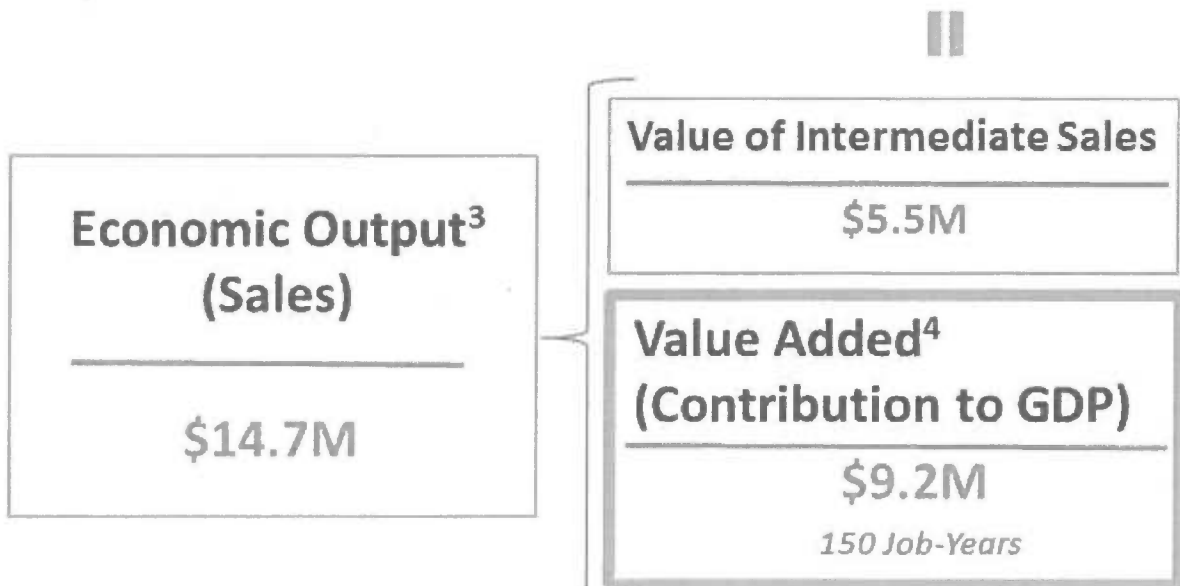 Economic Output³
(Sales)
$14.7M
Value of Intermediate Sales
$5.5M
Value Added⁴
(Contribution to GDP)
$9.2M
150 Job-Years